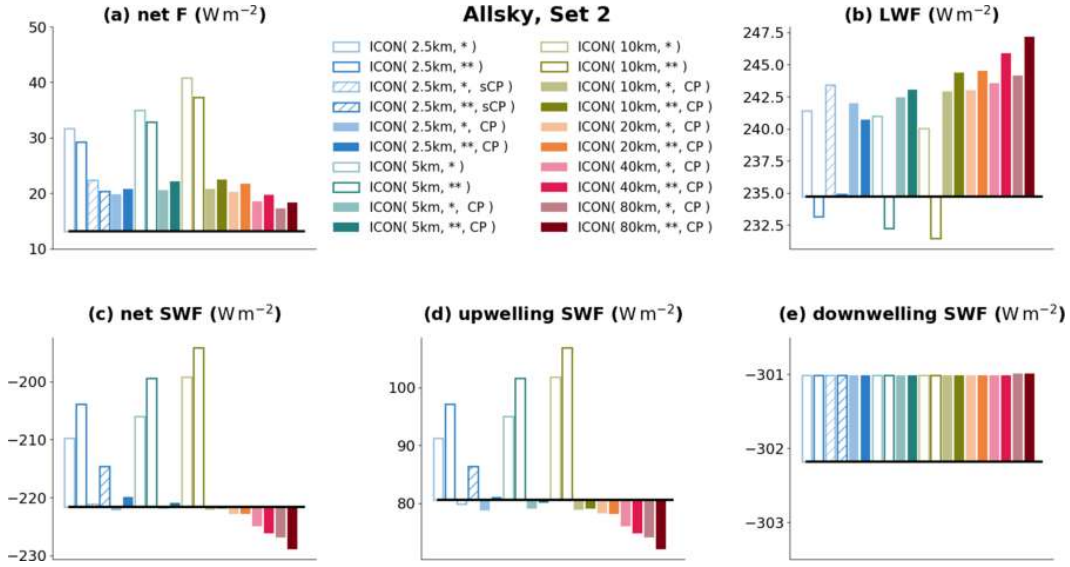 Allsky, Set 2
(a) net F (W m−2)
50
40
30
20
10
ICON( 2.5km, * )
ICON( 2.5km, ** )
ICON( 2.5km, *, sCP )
ICON( 2.5km, **, sCP )
ICON( 2.5km, *, CP )
ICON( 2.5km, **, CP )
ICON( 5km, * )
ICON( 5km, ** )
ICON( 5km, *, CP )
ICON( 5km, **, CP )
ICON( 10km, * )
ICON( 10km, ** )
ICON( 10km, *, CP )
ICON( 10km, **, CP )
ICON( 20km, *, CP )
ICON( 20km, **, CP )
ICON( 40km, *, CP )
ICON( 40km, **, CP )
ICON( 80km, *, CP )
ICON( 80km, **, CP )
(b) LWF (W m−2)
247.5
245.0
242.5
240.0
237.5
235.0
232.5
(c) net SWF (W m−2)
−200
−210
−220
−230
(d) upwelling SWF (W m−2)
100
90
80
(e) downwelling SWF (W m−2)
−301
−302
−303